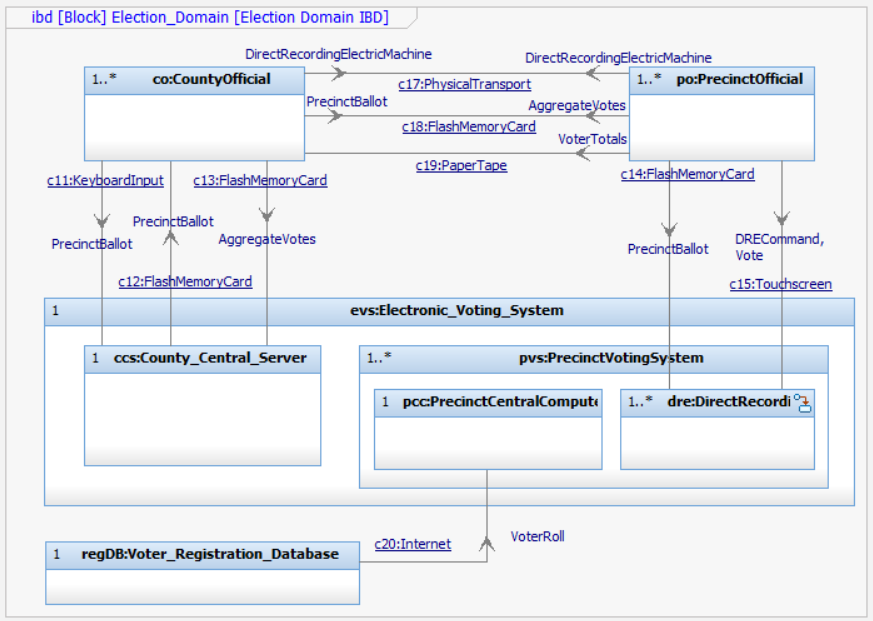 ibd [Block] Election_Domain [Election Domain IBD]
DirectRecordingElectricMachine
DirectRecordingElectricMachine
1..* co:CountyOfficial
1..* po:PrecinctOfficial
c17:PhysicalTransport
PrecinctBallot
AggregateVotes
c18:FlashMemoryCard
VoterTotals
c19:PaperTape
c11:KeyboardInput
c13:FlashMemoryCard
c14:FlashMemoryCard
PrecinctBallot
PrecinctBallot
AggregateVotes
PrecinctBallot
DRECommand,
Vote
c12:FlashMemoryCard
c15:Touchscreen
1 evs:Electronic_Voting_System
1 ccs:County_Central_Server
1..* pvs:PrecinctVotingSystem
1 pcc:PrecinctCentralCompute
1..* dre:DirectRecordi
c20:Internet
VoterRoll
1 regDB:Voter_Registration_Database